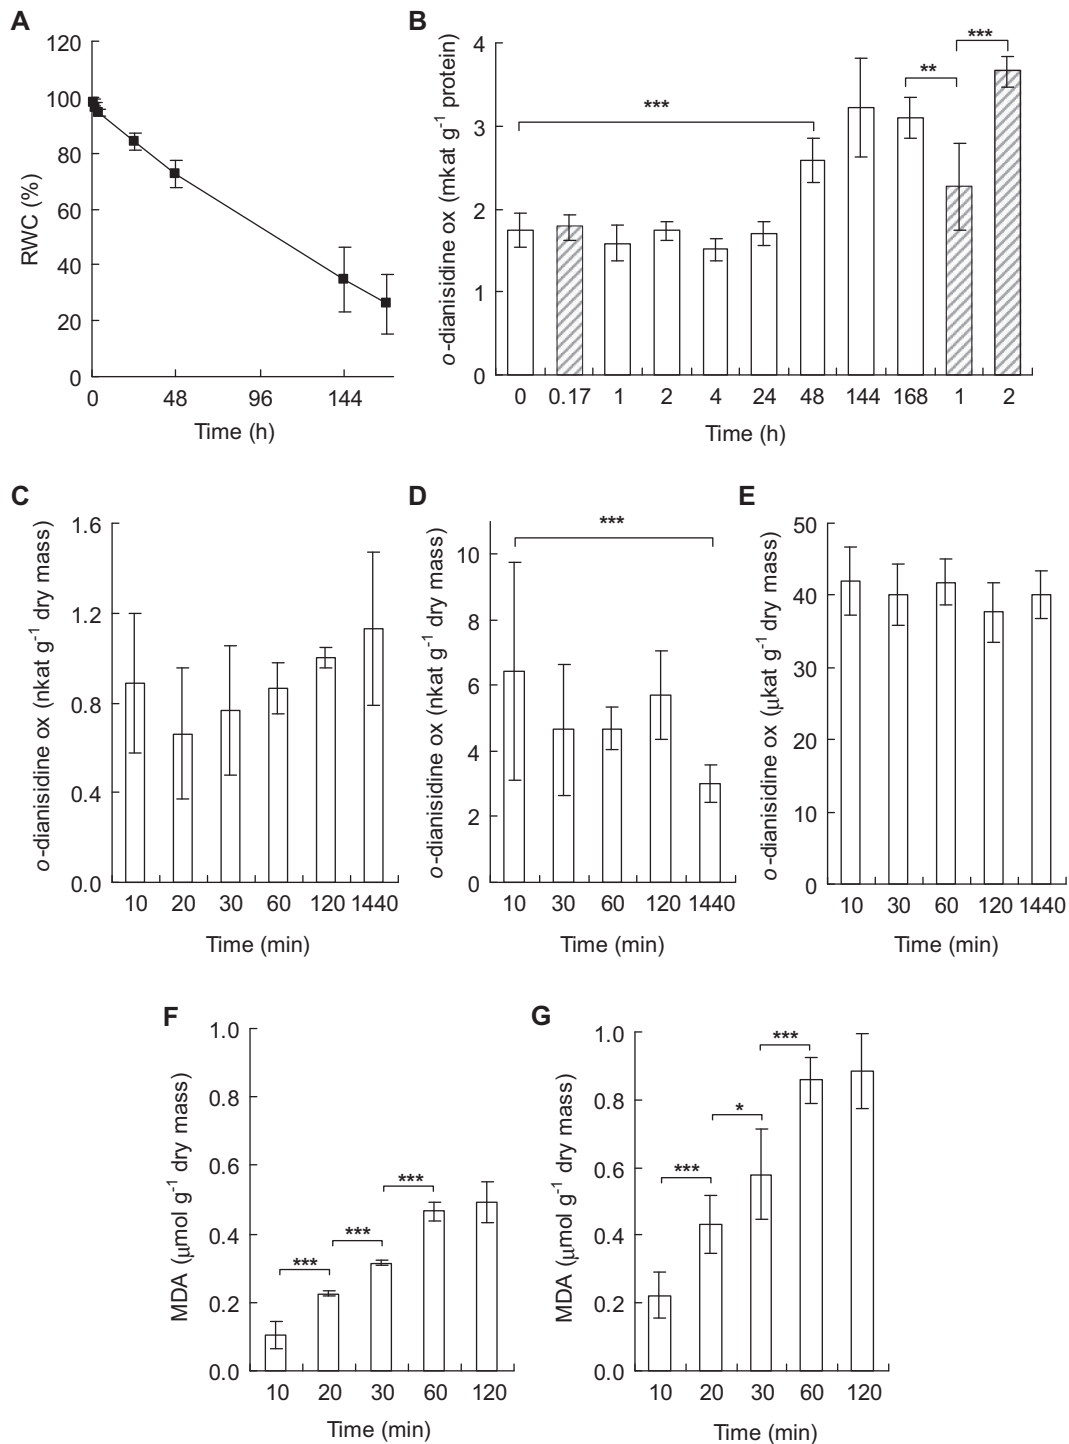 A
RWC (%)
120
100
80
60
40
20
0
0 48 96 144
Time (h)
B
o-dianisidine ox (mkat g⁻¹ protein)
4
3
2
1
0
***
**
***
0 0.17 1 2 4 24 48 144 168 1 2
Time (h)
C
o-dianisidine ox (nkat g⁻¹ dry mass)
1.6
1.2
0.8
0.4
0.0
10 20 30 60 120 1440
Time (min)
D
o-dianisidine ox (nkat g⁻¹ dry mass)
10
8
6
4
2
0
***
10 30 60 120 1440
Time (min)
E
o-dianisidine ox (μkat g⁻¹ dry mass)
50
40
30
20
10
0
10 30 60 120 1440
Time (min)
F
MDA (μmol g⁻¹ dry mass)
1.0
0.8
0.6
0.4
0.2
0.0
***
***
***
10 20 30 60 120
Time (min)
G
MDA (μmol g⁻¹ dry mass)
1.0
0.8
0.6
0.4
0.2
0.0
***
*
***
10 20 30 60 120
Time (min)